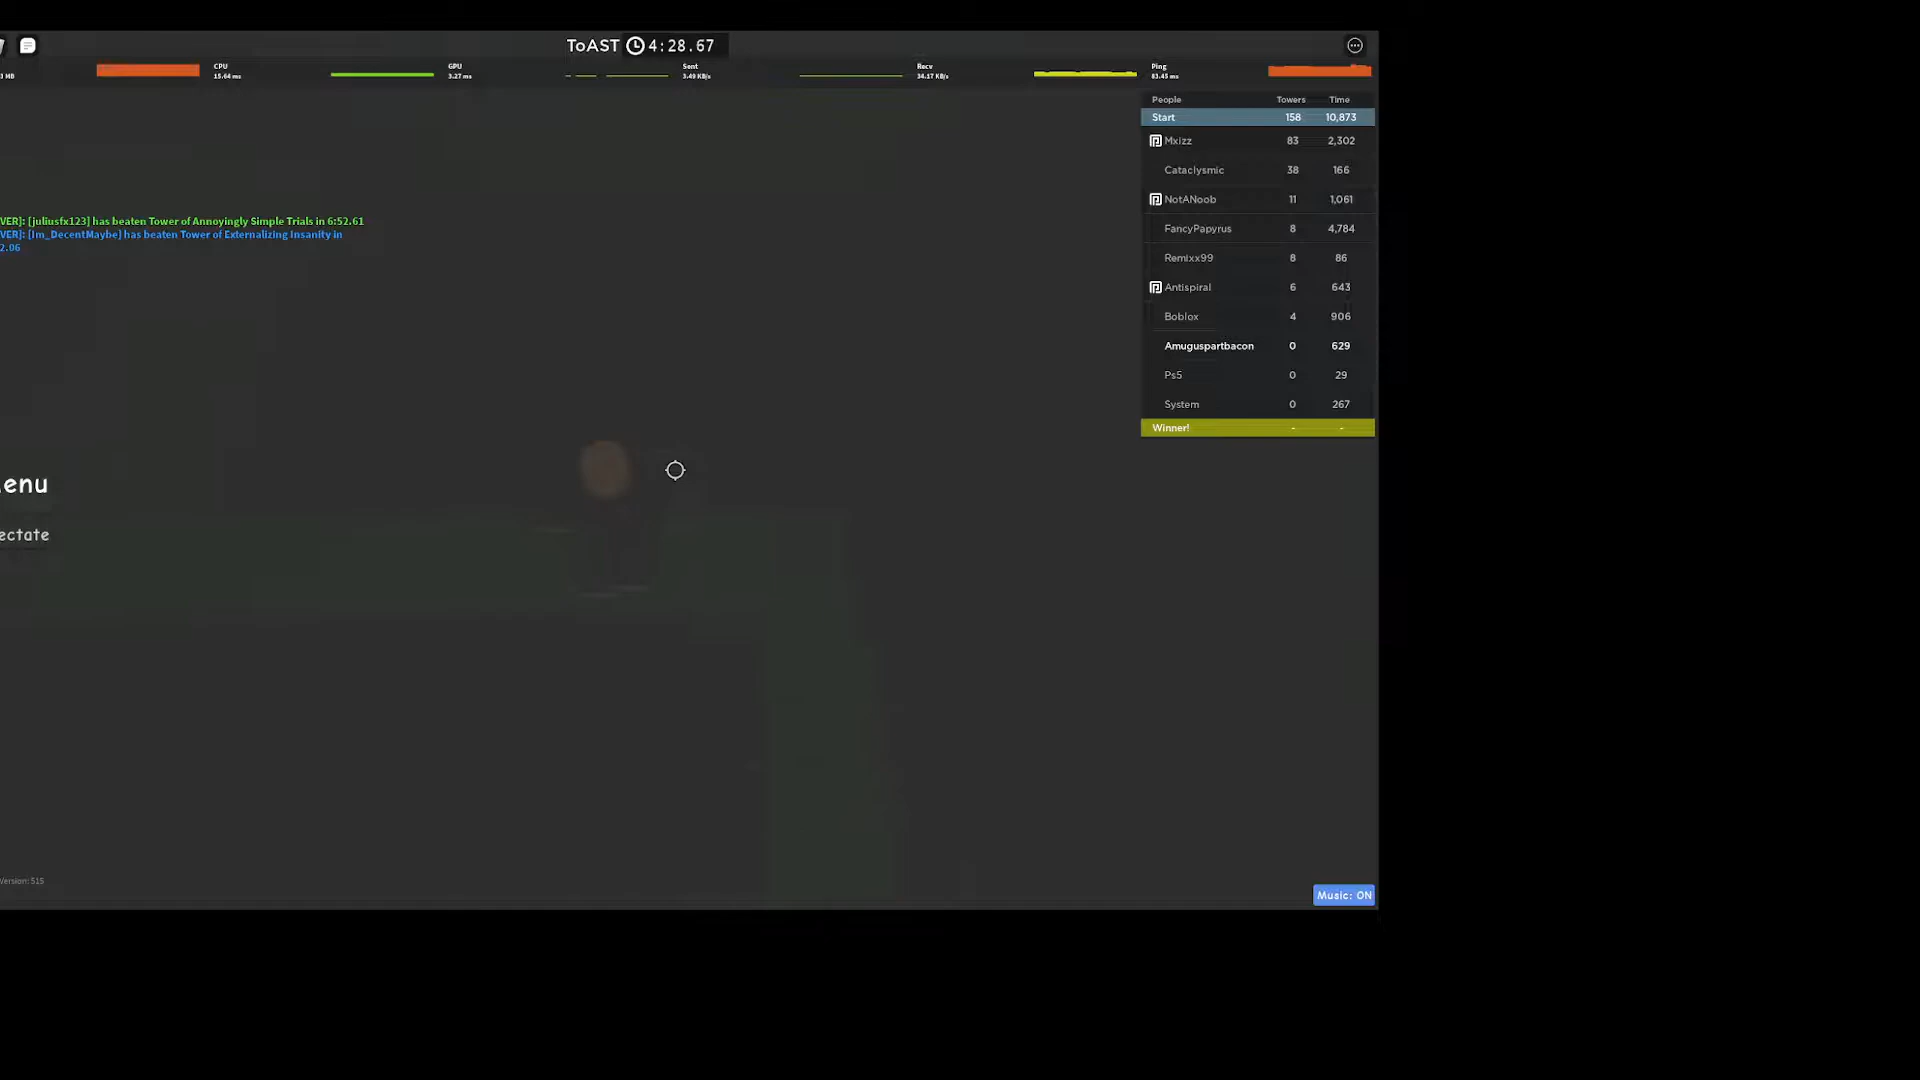 ToAST 4:28.67
3 MB
CPU
15.64 ms
GPU
3.27 ms
Sent
3.49 KB/s
Recv
34.17 KB/s
Ping
83.45 ms
People Towers Time
Start 158 10,873
Mxizz 83 2,302
Cataclysmic 38 166
NotANoob 11 1,061
FancyPapyrus 8 4,784
Remixx99 8 86
Antispiral 6 643
Boblox 4 906
Amuguspartbacon 0 629
Ps5 0 29
System 0 267
Winner! - -
VER]: [juliusfx123] has beaten Tower of Annoyingly Simple Trials in 6:52.61
VER]: [Im_DecentMaybe] has beaten Tower of Externalizing Insanity in
2.06
enu
ectate
Version: 515
Music: ON